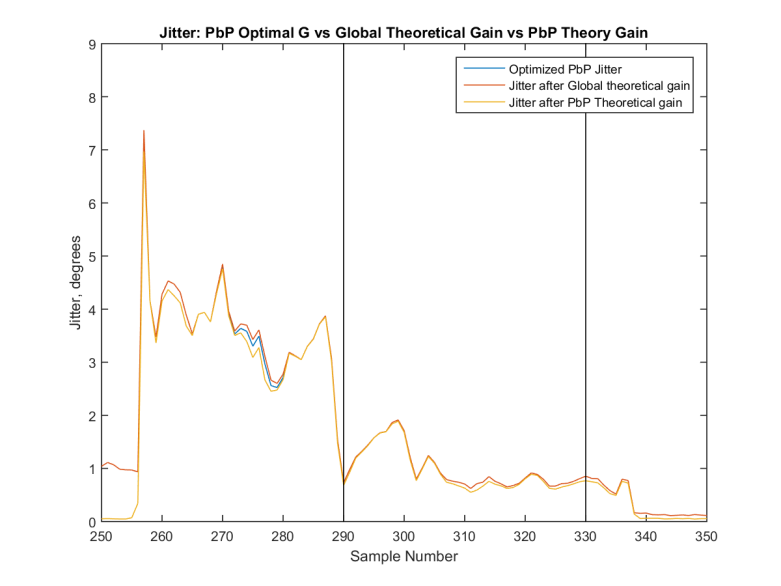 Jitter: PbP Optimal G vs Global Theoretical Gain vs PbP Theory Gain
Optimized PbP Jitter
Jitter after Global theoretical gain
Jitter after PbP Theoretical gain
Jitter, degrees
9
8
7
6
5
4
3
2
1
0
250 260 270 280 290 300 310 320 330 340 350
Sample Number